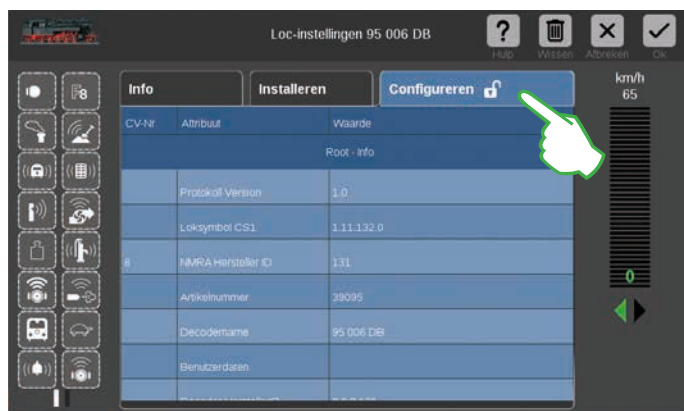 Loc-instellingen 95 006 DB
?
Hulp
Wissen
Afbreken
Ok
F8
Info
Installeren
Configureren
km/h
65
CV-Nr
Attribuut
Waarde
Root - Info
Protokoll Version
1.0
Loksymbol CS1
1.11.132.0
8
NMRA Hersteller ID
131
Artikelnummer
39095
Decodername
95 006 DB
Benutzerdaten
0